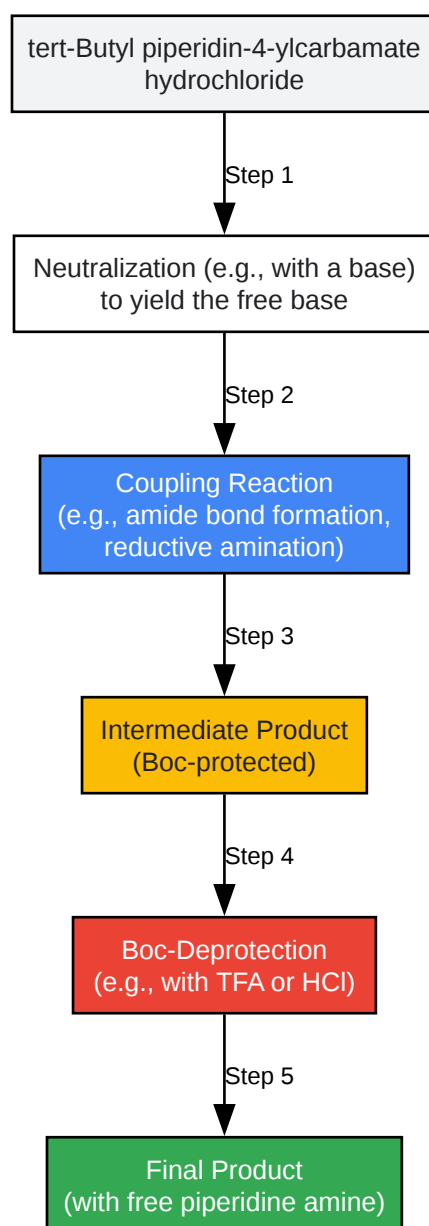 tert-Butyl piperidin-4-ylcarbamate
hydrochloride
Step 1
Neutralization (e.g., with a base)
to yield the free base
Step 2
Coupling Reaction
(e.g., amide bond formation,
reductive amination)
Step 3
Intermediate Product
(Boc-protected)
Step 4
Boc-Deprotection
(e.g., with TFA or HCl)
Step 5
Final Product
(with free piperidine amine)